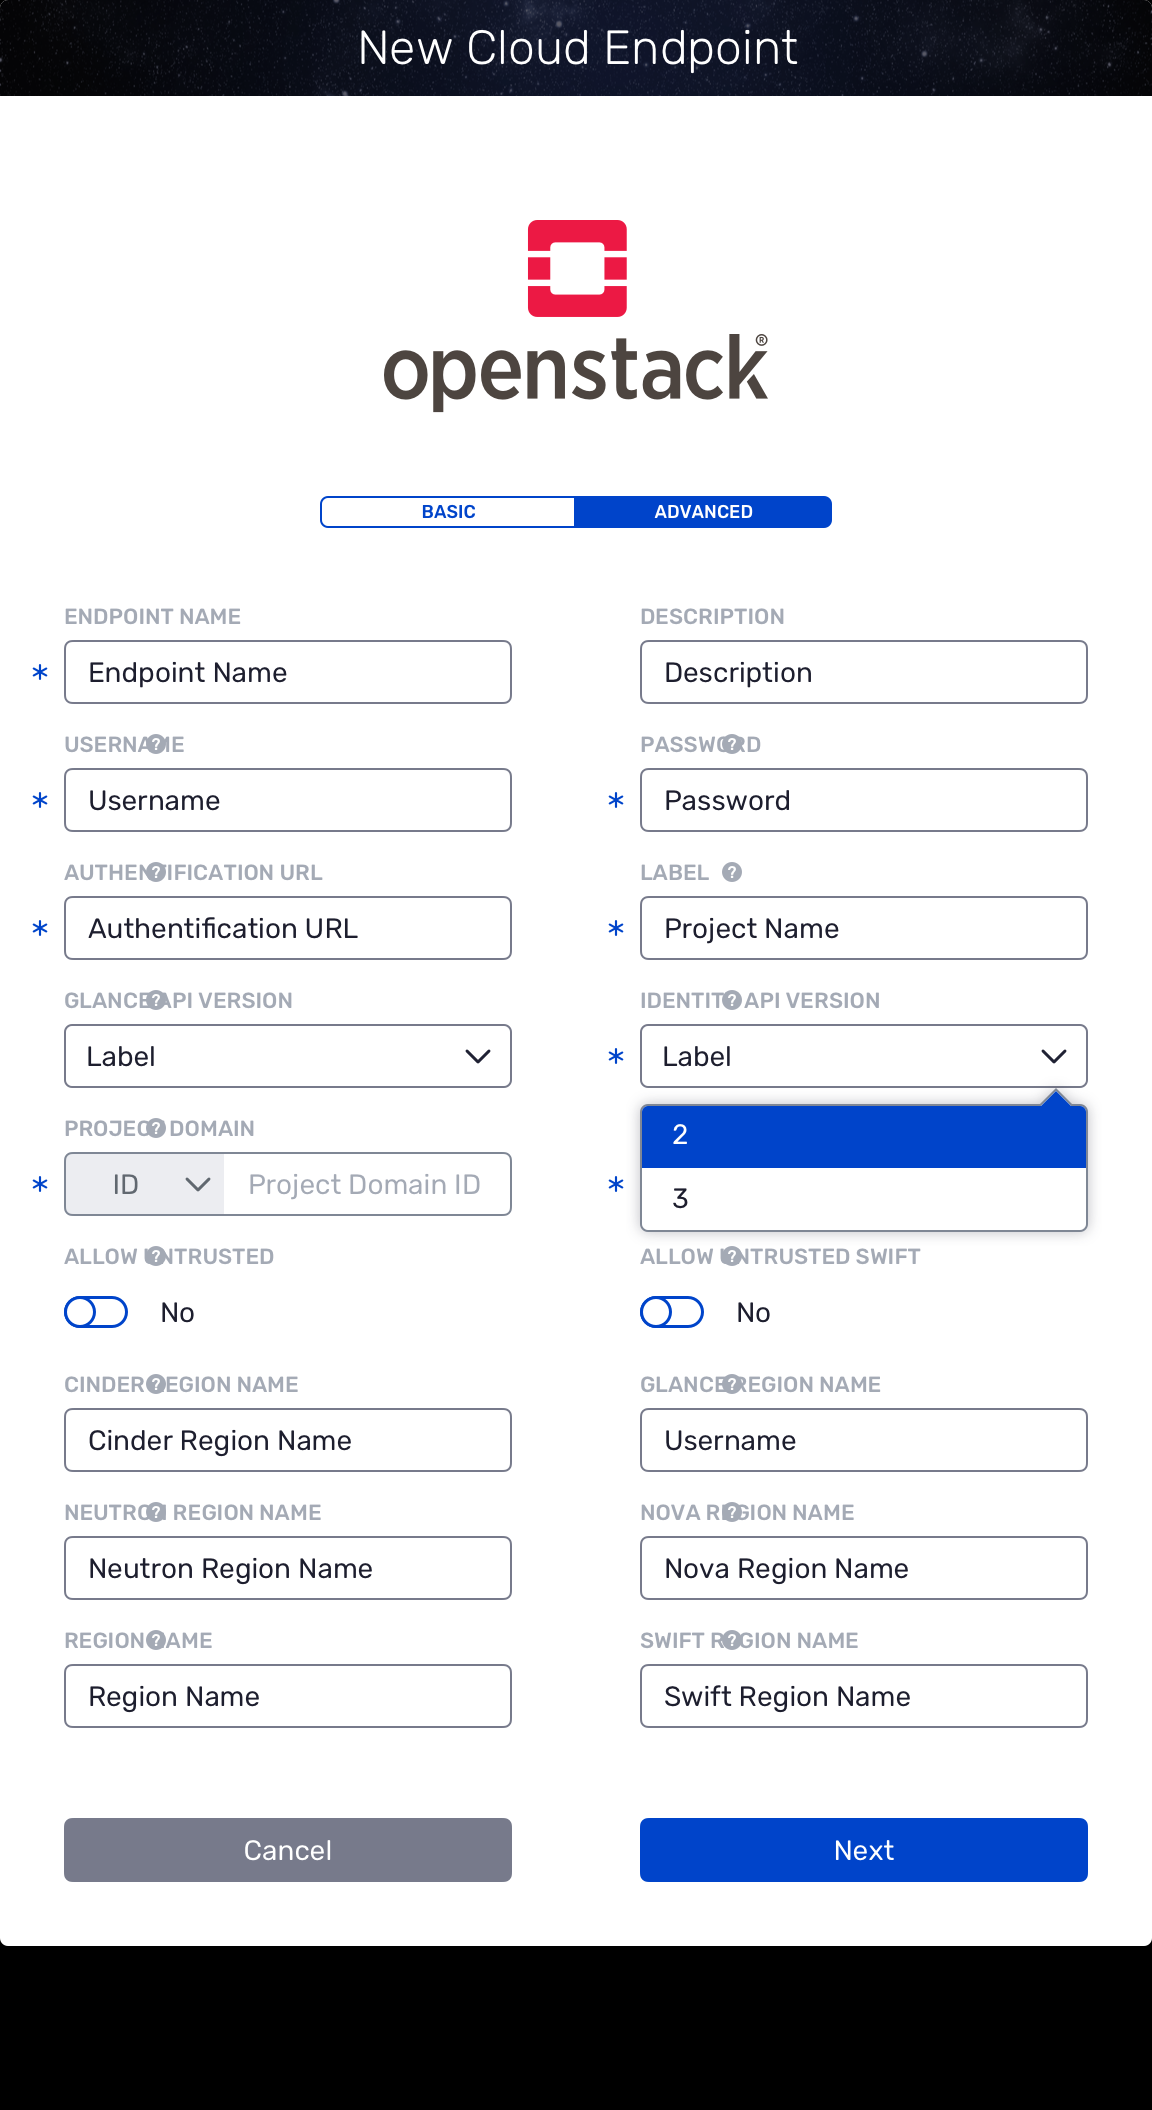 New Cloud Endpoint
openstack®
BASIC ADVANCED
ENDPOINT NAME DESCRIPTION
* Endpoint Name Description
USERNAME ? PASSWORD ?
* Username * Password
AUTHENTIFICATION URL ? LABEL ?
* Authentification URL * Project Name
GLANCE API VERSION ? IDENTITY API VERSION ?
Label * Label
PROJECT DOMAIN ? 2
* ID Project Domain ID * 3
ALLOW UNTRUSTED ? ALLOW UNTRUSTED SWIFT ?
No No
CINDER REGION NAME ? GLANCE REGION NAME ?
Cinder Region Name Username
NEUTRON REGION NAME ? NOVA REGION NAME ?
Neutron Region Name Nova Region Name
REGION NAME ? SWIFT REGION NAME ?
Region Name Swift Region Name
Cancel Next